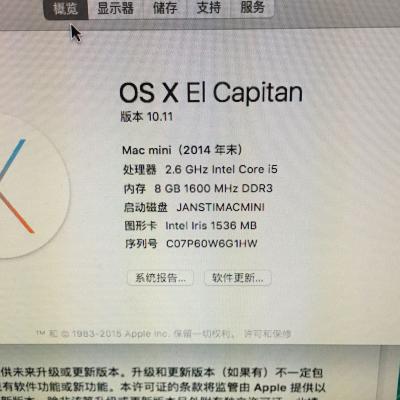 概览 显示器 储存 支持 服务
OS X El Capitan
版本 10.11
Mac mini（2014 年末）
处理器 2.6 GHz Intel Core i5
内存 8 GB 1600 MHz DDR3
启动磁盘 JANSTIMACMINI
图形卡 Intel Iris 1536 MB
序列号 C07P60W6G1HW
系统报告... 软件更新...
™ 和 © 1983-2015 Apple Inc. 保留一切权利。 许可和保修
供未来升级或更新版本。升级和更新版本（如果有）不一定包
有软件功能或新功能。本许可证的条款将监管由 Apple 提供以